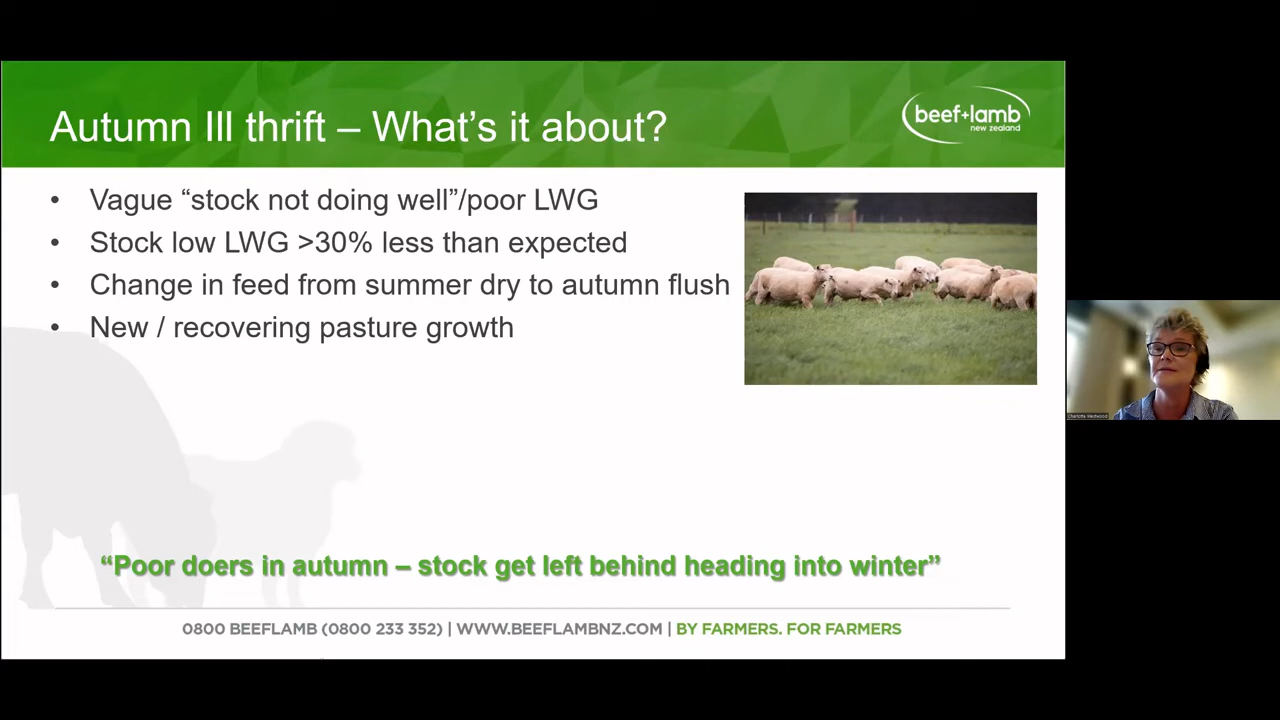 Autumn Ill thrift – What's it about?
beef+lamb
new zealand
• Vague “stock not doing well”/poor LWG
• Stock low LWG >30% less than expected
• Change in feed from summer dry to autumn flush
• New / recovering pasture growth
Charlotte Westwood
“Poor doers in autumn – stock get left behind heading into winter”
0800 BEEFLAMB (0800 233 352) | WWW.BEEFLAMBNZ.COM | BY FARMERS. FOR FARMERS